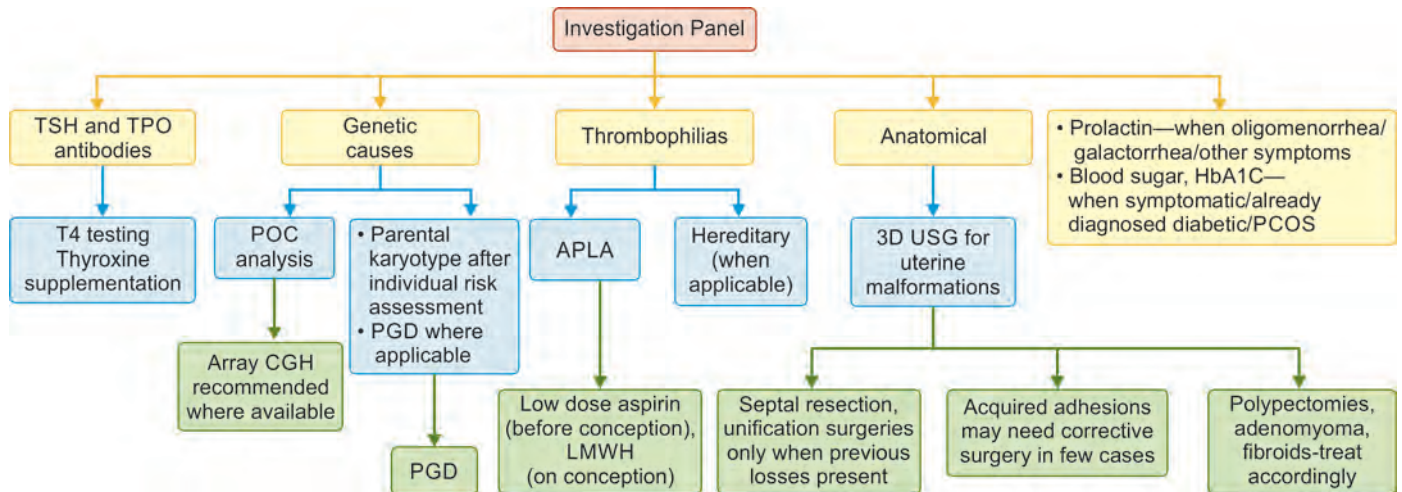 Investigation Panel
TSH and TPO
antibodies
Genetic
causes
Thrombophilias
Anatomical
• Prolactin—when oligomenorrhea/
galactorrhea/other symptoms
• Blood sugar, HbA1C—
when symptomatic/already
diagnosed diabetic/PCOS
T4 testing
Thyroxine
supplementation
POC
analysis
• Parental
karyotype after
individual risk
assessment
• PGD where
applicable
APLA
Hereditary
(when
applicable)
3D USG for
uterine
malformations
Array CGH
recommended
where available
PGD
Low dose aspirin
(before conception),
LMWH
(on conception)
Septal resection,
unification surgeries
only when previous
losses present
Acquired adhesions
may need corrective
surgery in few cases
Polypectomies,
adenomyoma,
fibroids-treat
accordingly